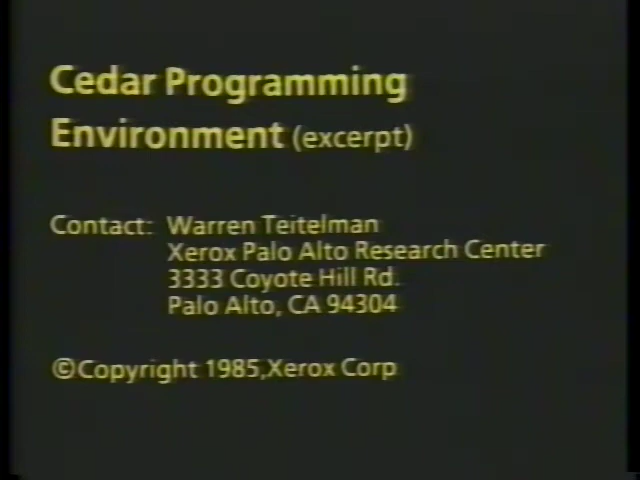 Cedar Programming
Environment (excerpt)
Contact: Warren Teitelman
Xerox Palo Alto Research Center
3333 Coyote Hill Rd.
Palo Alto, CA 94304
©Copyright 1985,Xerox Corp